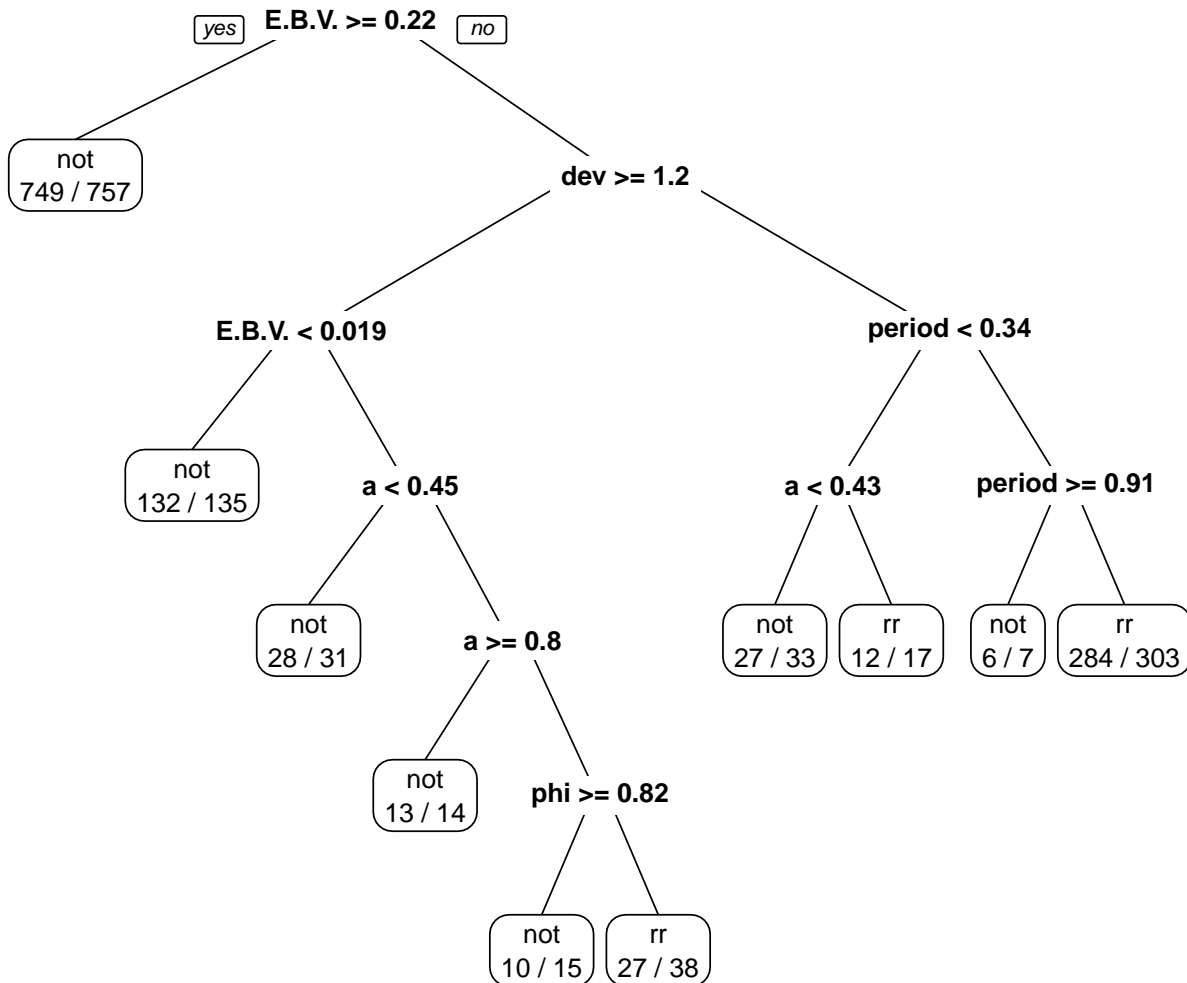 yes E.B.V. >= 0.22 no
not
749 / 757
dev >= 1.2
E.B.V. < 0.019
period < 0.34
not
132 / 135
a < 0.45
a < 0.43
period >= 0.91
not
28 / 31
a >= 0.8
not
27 / 33
rr
12 / 17
not
6 / 7
rr
284 / 303
not
13 / 14
phi >= 0.82
not
10 / 15
rr
27 / 38